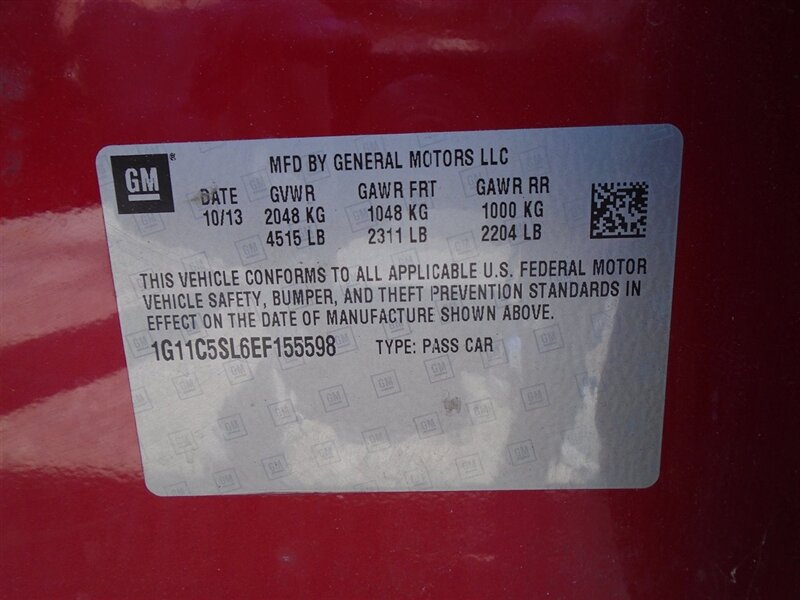 GM
MFD BY GENERAL MOTORS LLC
DATE GVWR GAWR FRT GAWR RR
10/13 2048 KG 1048 KG 1000 KG
4515 LB 2311 LB 2204 LB
THIS VEHICLE CONFORMS TO ALL APPLICABLE U.S. FEDERAL MOTOR
VEHICLE SAFETY, BUMPER, AND THEFT PREVENTION STANDARDS IN
EFFECT ON THE DATE OF MANUFACTURE SHOWN ABOVE.
1G11C5SL6EF155598 TYPE: PASS CAR